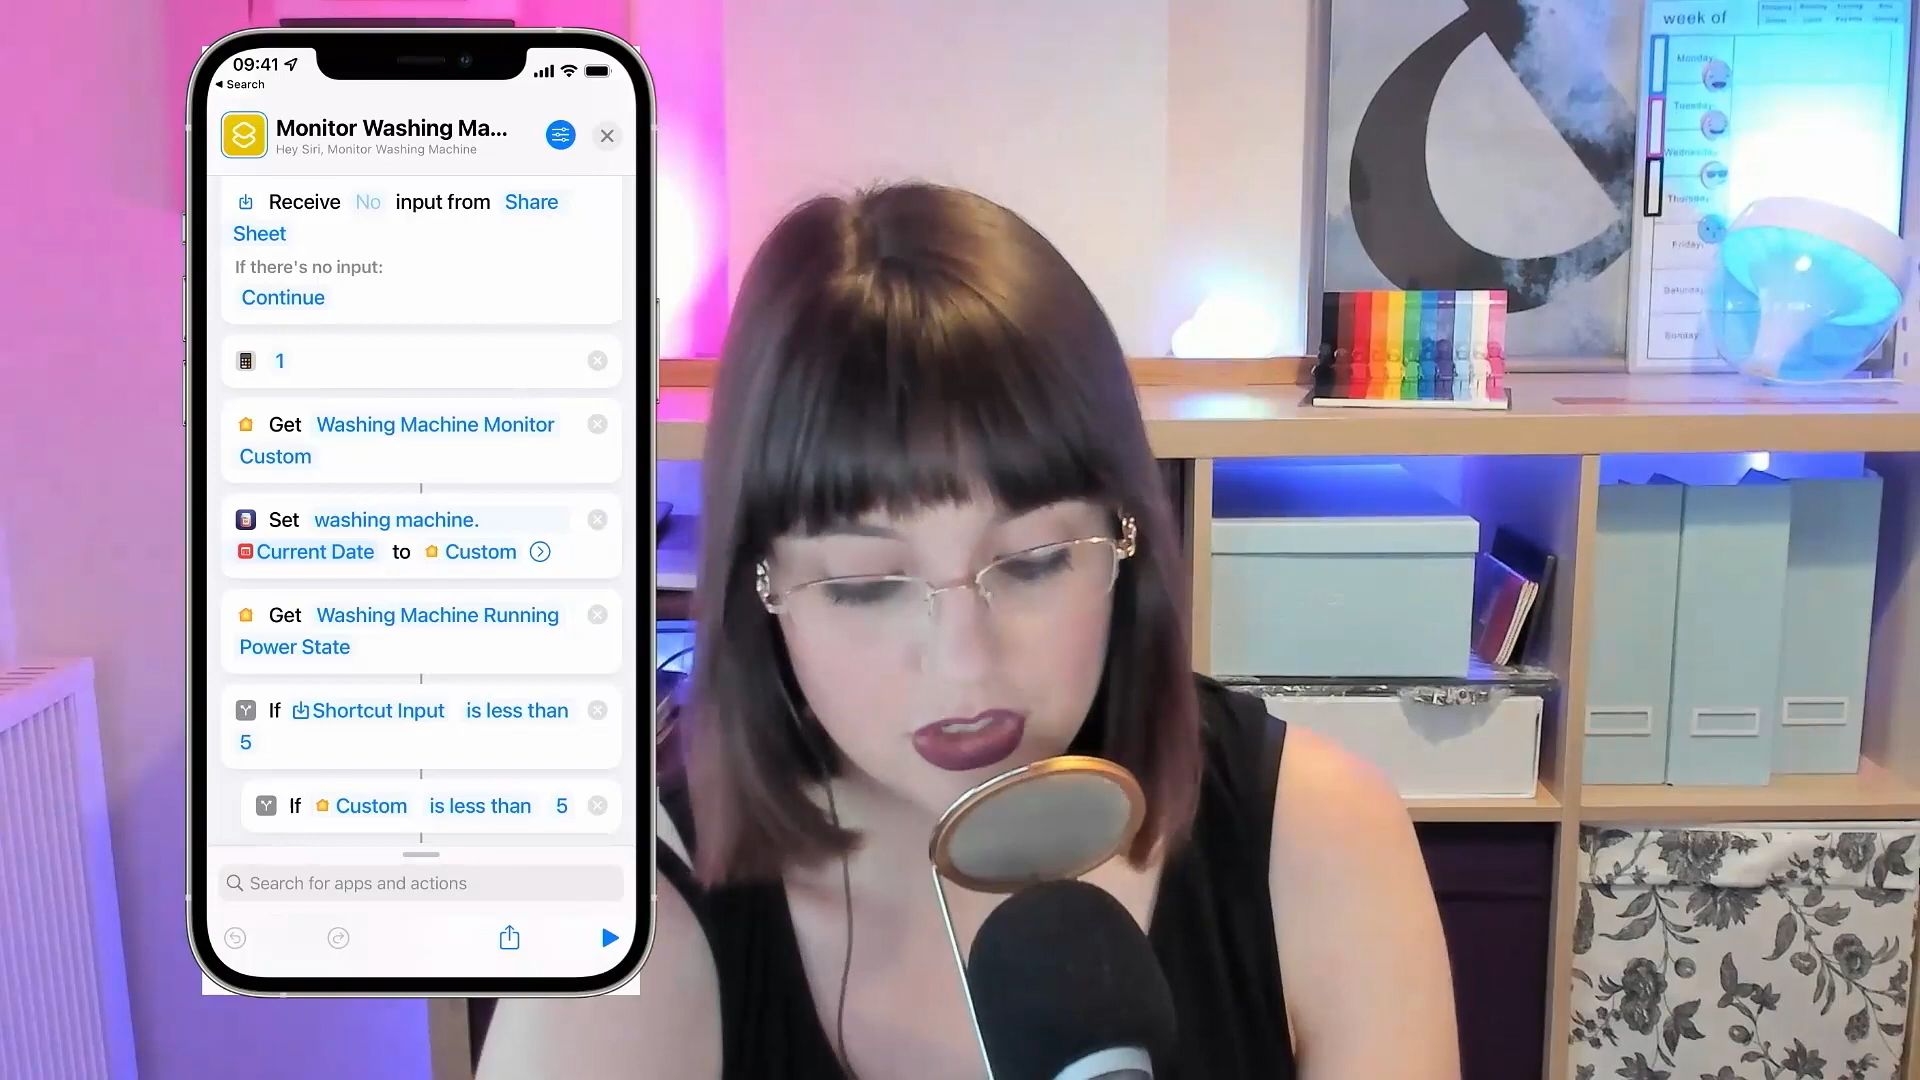 09:41
Search
Monitor Washing Ma...
Hey Siri, Monitor Washing Machine
Receive No input from Share
Sheet
If there's no input:
Continue
1
Get Washing Machine Monitor
Custom
Set washing machine.
Current Date to Custom
Get Washing Machine Running
Power State
If Shortcut Input is less than
5
If Custom is less than 5
Search for apps and actions
week of
Monday
Tuesday
Wednesday
Thursday
Friday
Saturday
Sunday